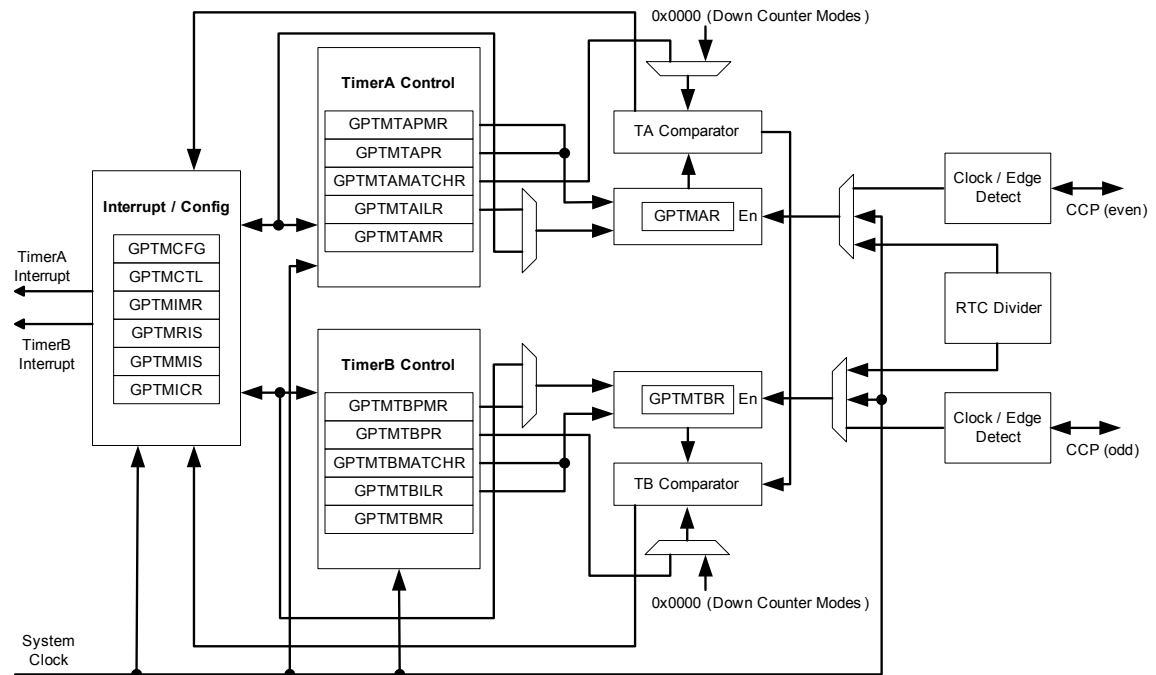 0x0000 (Down Counter Modes)
TimerA Control
GPTMTAPMR
GPTMTAPR
GPTMTAMATCHR
GPTMTAILR
GPTMTAMR
TA Comparator
GPTMAR
En
Clock / Edge
Detect
CCP (even)
Interrupt / Config
GPTMCFG
GPTMCTL
GPTMIMR
GPTMRIS
GPTMMIS
GPTMICR
TimerA
Interrupt
TimerB
Interrupt
RTC Divider
TimerB Control
GPTMTBPMR
GPTMTBPR
GPTMTBMATCHR
GPTMTBILR
GPTMTBMR
GPTMTBR
En
TB Comparator
Clock / Edge
Detect
CCP (odd)
0x0000 (Down Counter Modes)
System
Clock